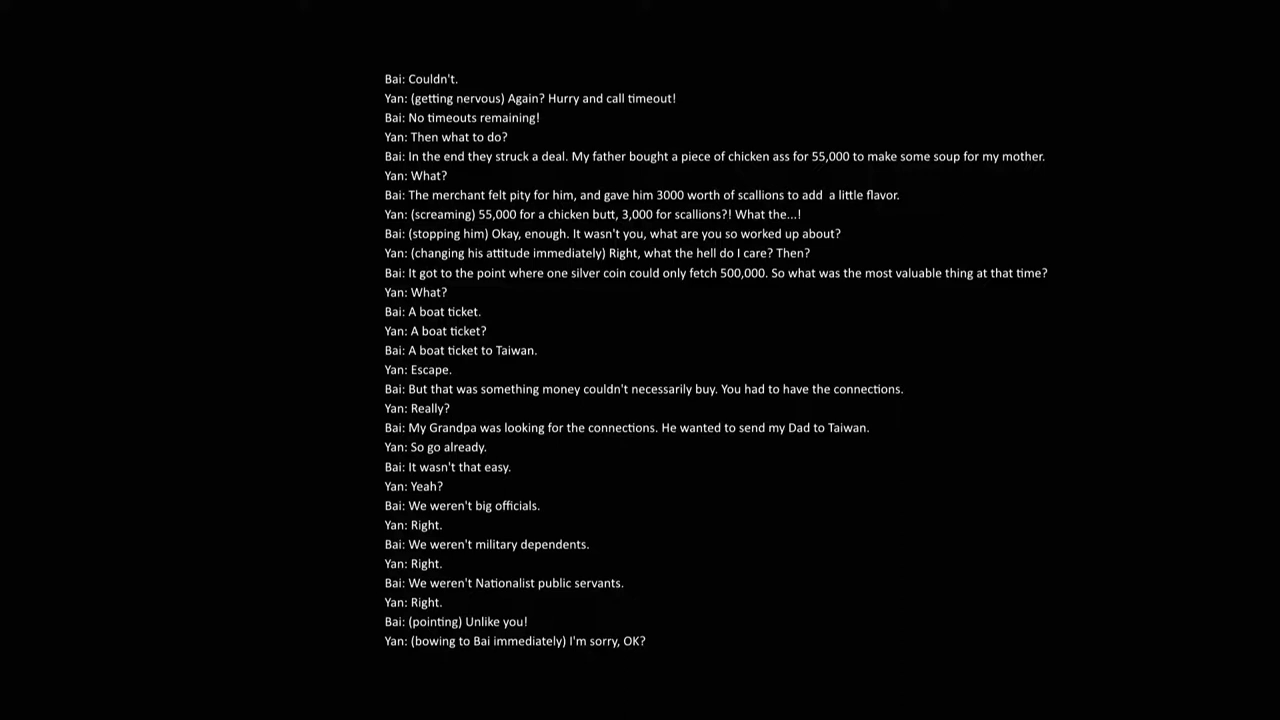 Bai: Couldn't.
Yan: (getting nervous) Again? Hurry and call timeout!
Bai: No timeouts remaining!
Yan: Then what to do?
Bai: In the end they struck a deal. My father bought a piece of chicken ass for 55,000 to make some soup for my mother.
Yan: What?
Bai: The merchant felt pity for him, and gave him 3000 worth of scallions to add  a little flavor.
Yan: (screaming) 55,000 for a chicken butt, 3,000 for scallions?! What the...!
Bai: (stopping him) Okay, enough. It wasn't you, what are you so worked up about?
Yan: (changing his attitude immediately) Right, what the hell do I care? Then?
Bai: It got to the point where one silver coin could only fetch 500,000. So what was the most valuable thing at that time?
Yan: What?
Bai: A boat ticket.
Yan: A boat ticket?
Bai: A boat ticket to Taiwan.
Yan: Escape.
Bai: But that was something money couldn't necessarily buy. You had to have the connections.
Yan: Really?
Bai: My Grandpa was looking for the connections. He wanted to send my Dad to Taiwan.
Yan: So go already.
Bai: It wasn't that easy.
Yan: Yeah?
Bai: We weren't big officials.
Yan: Right.
Bai: We weren't military dependents.
Yan: Right.
Bai: We weren't Nationalist public servants.
Yan: Right.
Bai: (pointing) Unlike you!
Yan: (bowing to Bai immediately) I'm sorry, OK?